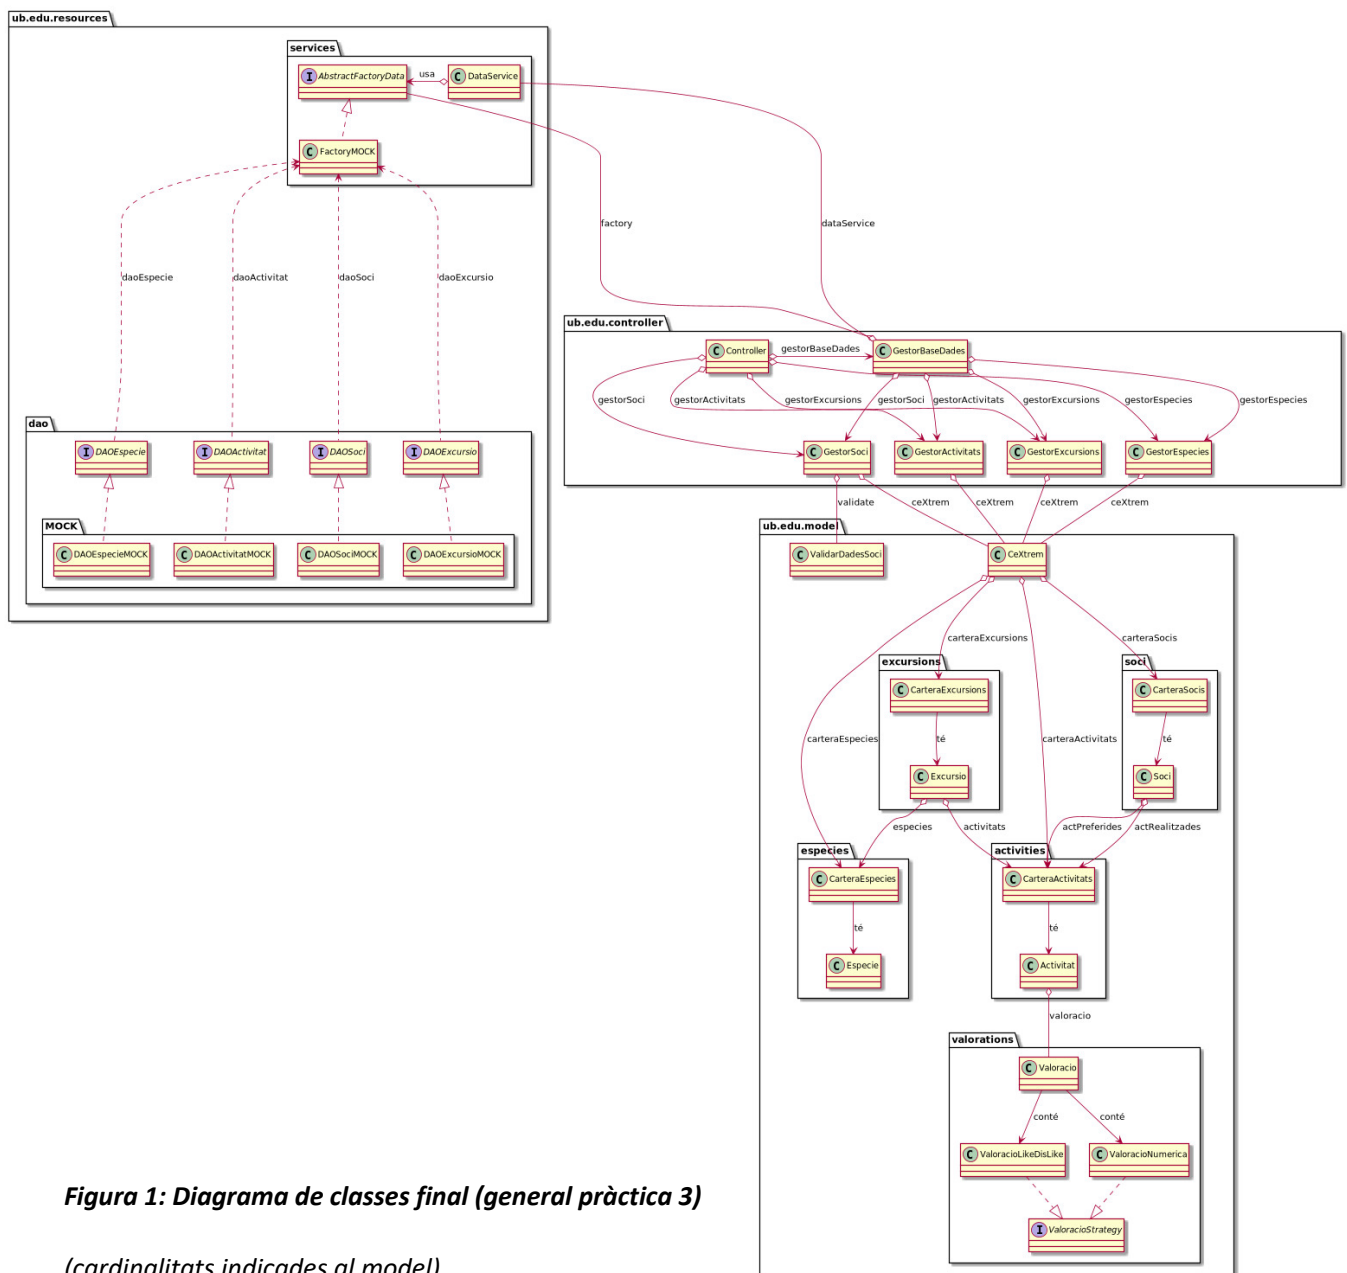 ub.edu.resources
services
I AbstractFactoryData
usa
C DataService
C FactoryMOCK
factory
dataService
daoEspecie
daoActivitat
daoSoci
daoExcursio
ub.edu.controller
C Controller
gestorBaseDades
C GestorBaseDades
gestorSoci
gestorActivitats
gestorExcursions
gestorSoci
gestorActivitats
gestorExcursions
gestorEspecies
gestorEspecies
dao
I DAOEspecie
I DAOActivitat
I DAOSoci
I DAOExcursio
C GestorSoci
C GestorActivitats
C GestorExcursions
C GestorEspecies
validate
ceXtrem
ceXtrem
ceXtrem
ceXtrem
MOCK
C DAOEspecieMOCK
C DAOActivitatMOCK
C DAOSociMOCK
C DAOExcursioMOCK
ub.edu.model
C ValidarDadesSoci
C CeXtrem
carteraExcursions
carteraSocis
excursions
soci
C CarteraExcursions
C CarteraSocis
carteraEspecies
té
carteraActivitats
té
C Excursio
C Soci
especies
activitats
actPreferides
actRealitzades
especies
activities
C CarteraEspecies
C CarteraActivitats
té
té
C Especie
C Activitat
valoracio
valorations
C Valoracio
conté
conté
C ValoracioLikeDisLike
C ValoracioNumerica
I ValoracioStrategy
Figura 1: Diagrama de classes final (general pràctica 3)
(cardinalitats indicades al model)